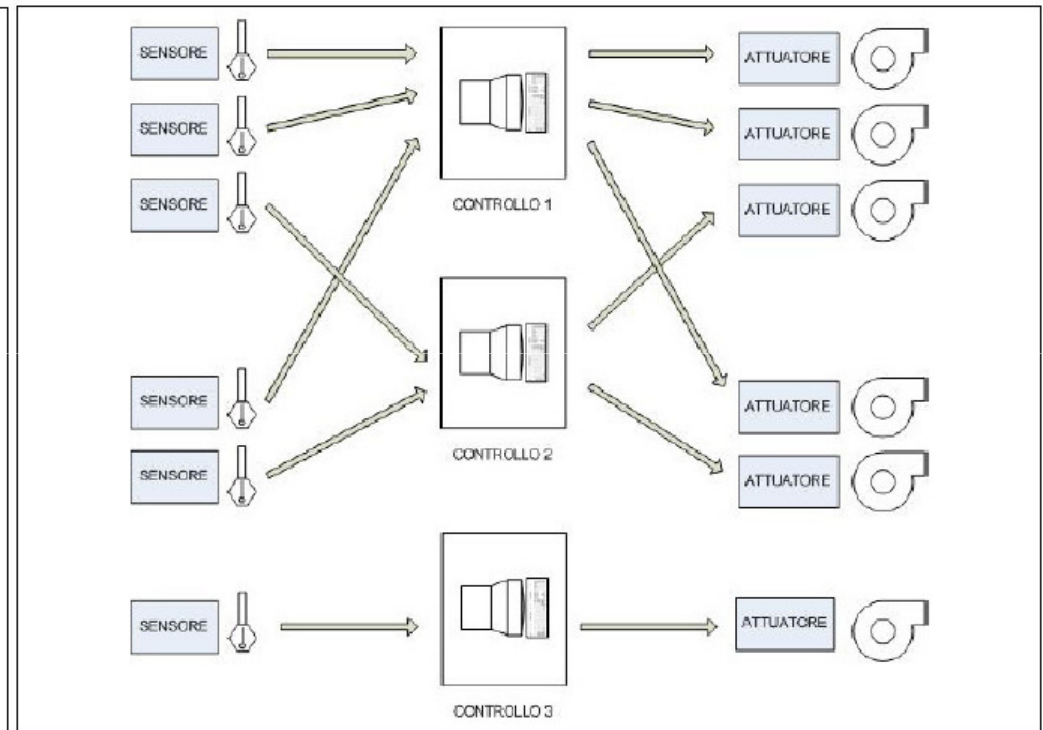 SENSORE
ATTUATORE
SENSORE
ATTUATORE
SENSORE
ATTUATORE
CONTROLLO 1
SENSORE
ATTUATORE
CONTROLLO 2
SENSORE
ATTUATORE
SENSORE
ATTUATORE
CONTROLLO 3